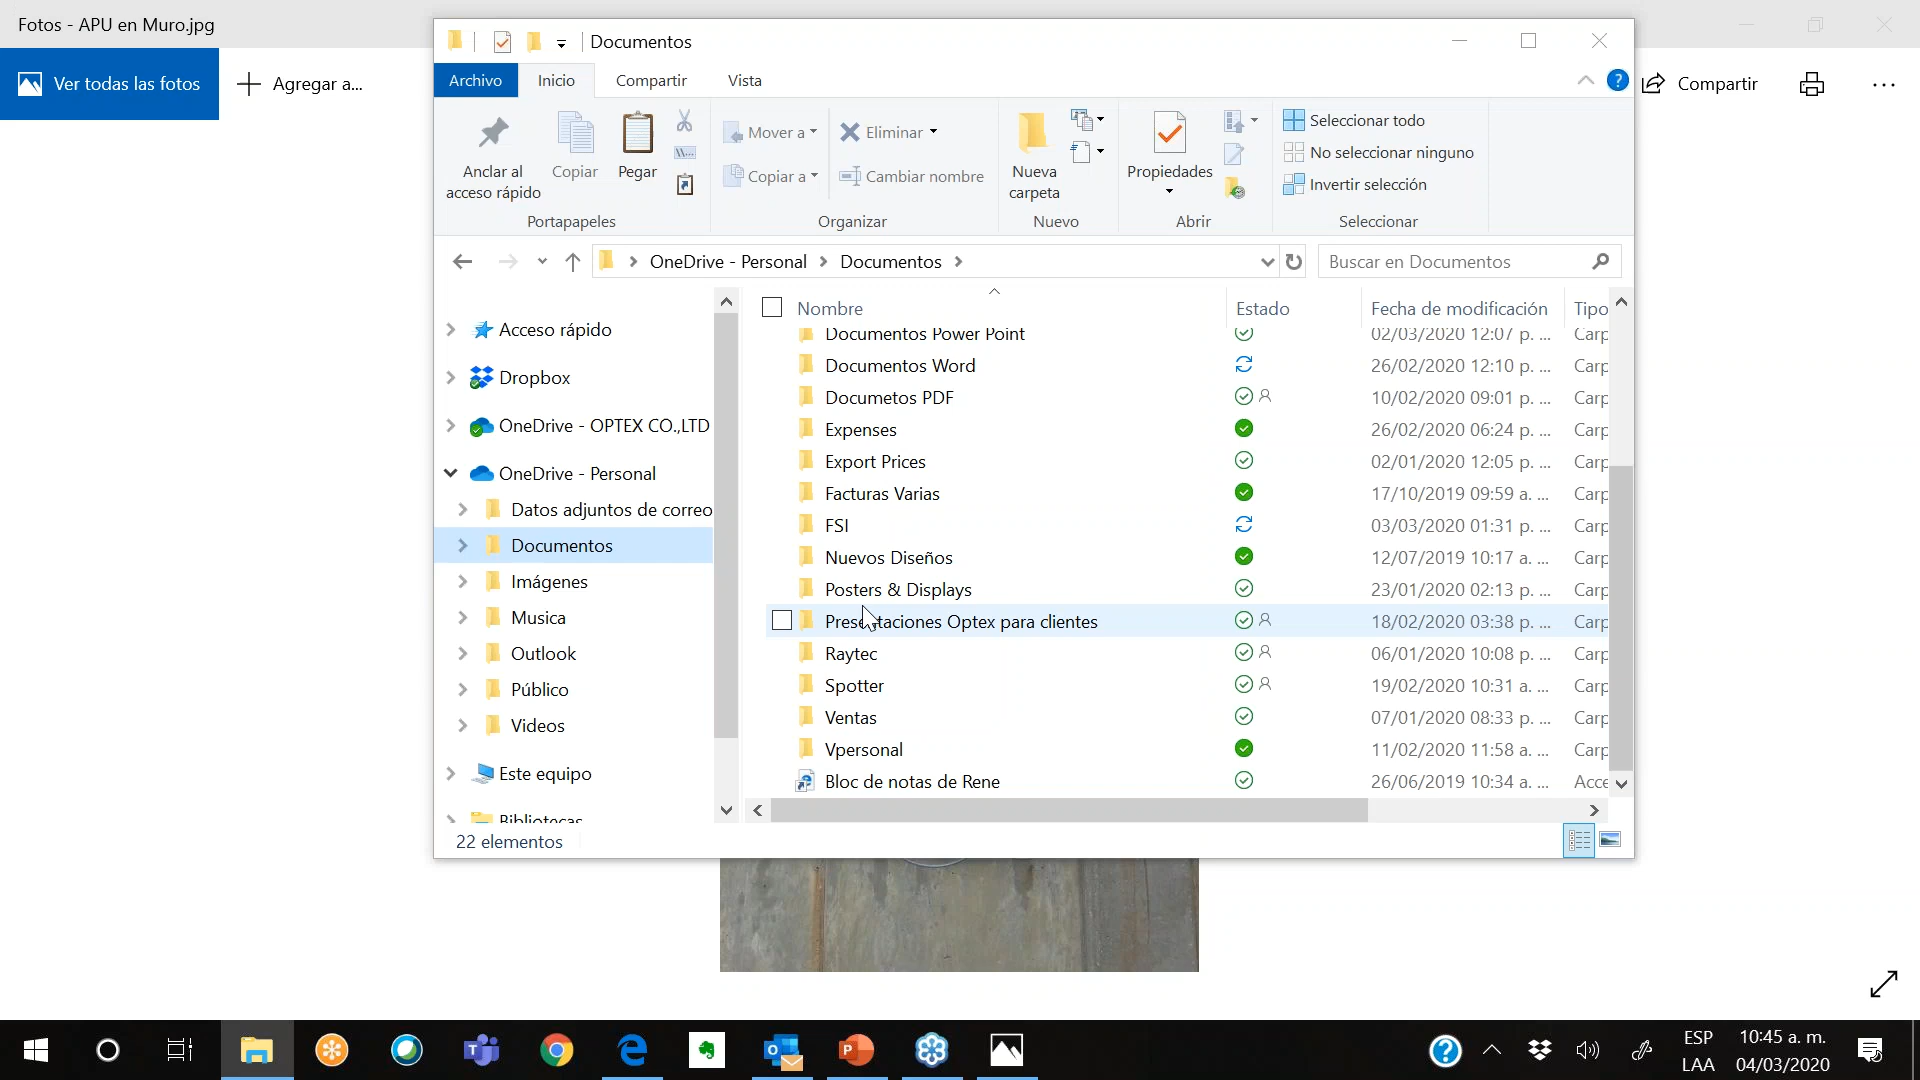 Fotos - APU en Muro.jpg
Ver todas las fotos
Agregar a...
Compartir
Documentos
Archivo
Inicio
Compartir
Vista
Anclar al
acceso rápido
Copiar
Pegar
Portapapeles
Mover a
Copiar a
Eliminar
Cambiar nombre
Organizar
Nueva
carpeta
Nuevo
Propiedades
Abrir
Seleccionar todo
No seleccionar ninguno
Invertir selección
Seleccionar
OneDrive - Personal > Documentos >
Buscar en Documentos
Acceso rápido
Dropbox
OneDrive - OPTEX CO.,LTD
OneDrive - Personal
Datos adjuntos de correo
Documentos
Imágenes
Musica
Outlook
Público
Videos
Este equipo
Bibliotecas
Nombre Estado Fecha de modificación Tipo
Documentos Power Point 02/03/2020 12:07 p. ... Carp
Documentos Word 26/02/2020 12:10 p. ... Carp
Documetos PDF 10/02/2020 09:01 p. ... Carp
Expenses 26/02/2020 06:24 p. ... Carp
Export Prices 02/01/2020 12:05 p. ... Carp
Facturas Varias 17/10/2019 09:59 a. ... Carp
FSI 03/03/2020 01:31 p. ... Carp
Nuevos Diseños 12/07/2019 10:17 a. ... Carp
Posters & Displays 23/01/2020 02:13 p. ... Carp
Presentaciones Optex para clientes 18/02/2020 03:38 p. ... Carp
Raytec 06/01/2020 10:08 p. ... Carp
Spotter 19/02/2020 10:31 a. ... Carp
Ventas 07/01/2020 08:33 p. ... Carp
Vpersonal 11/02/2020 11:58 a. ... Carp
Bloc de notas de Rene 26/06/2019 10:34 a. ... Acce
22 elementos
ESP
LAA
10:45 a. m.
04/03/2020